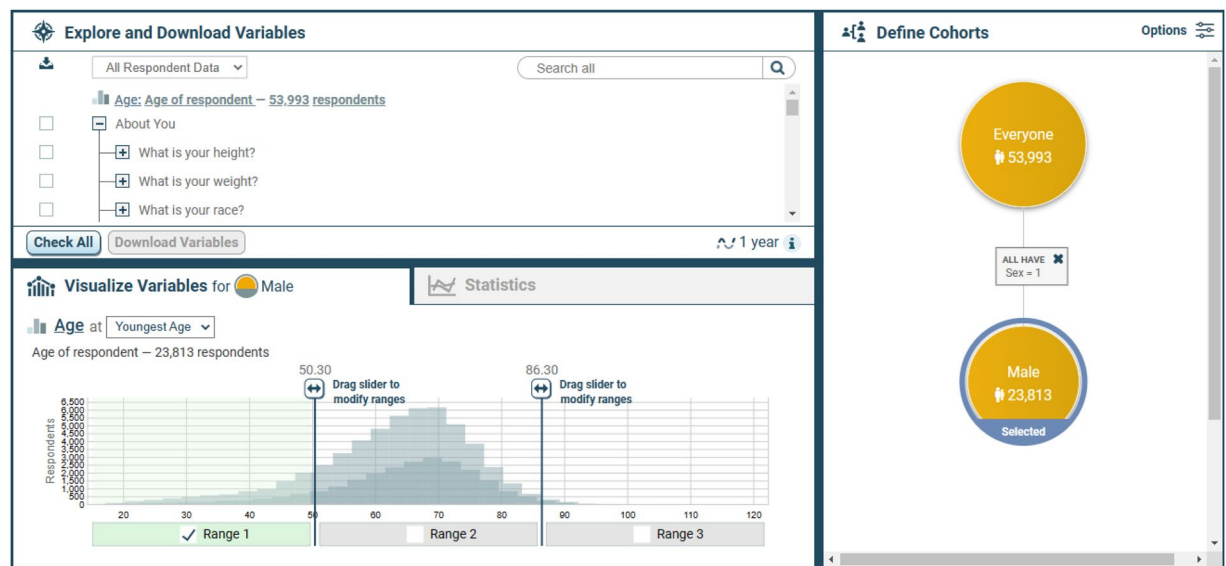 Explore and Download Variables
All Respondent Data
Search all
Age: Age of respondent — 53,993 respondents
About You
What is your height?
What is your weight?
What is your race?
Check All
Download Variables
1 year
Visualize Variables for Male
Statistics
Age at Youngest Age
Age of respondent — 23,813 respondents
50.30
86.30
Drag slider to
modify ranges
Drag slider to
modify ranges
Respondents
6,500
6,000
5,500
5,000
4,500
4,000
3,500
3,000
2,500
2,000
1,500
1,000
500
0
20 30 40 50 60 70 80 90 100 110 120
Range 1
Range 2
Range 3
Define Cohorts
Options
Everyone
53,993
ALL HAVE
Sex = 1
Male
23,813
Selected